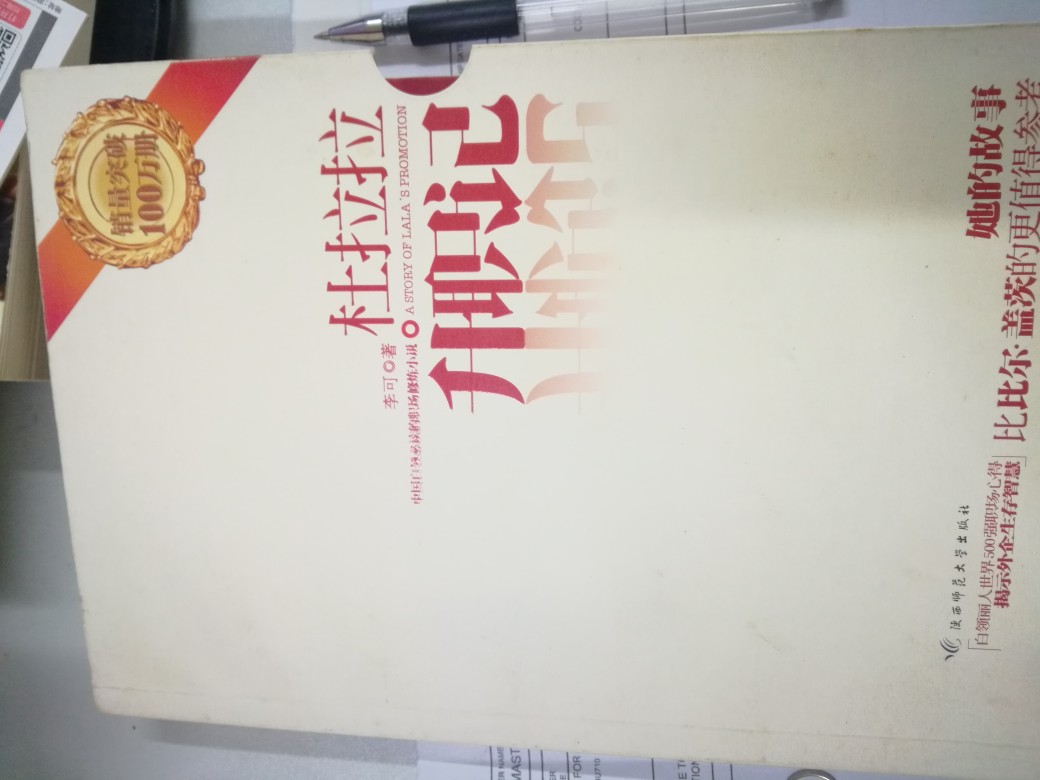 销量突破
100万册
杜拉拉
升职记
A STORY OF LALA'S PROMOTION
李可 著
中国白领必读的职场修炼小说
她的故事
比比尔·盖茨的更值得参考
白领丽人世界500强职场心得
揭示外企生存智慧
陕西师范大学出版社